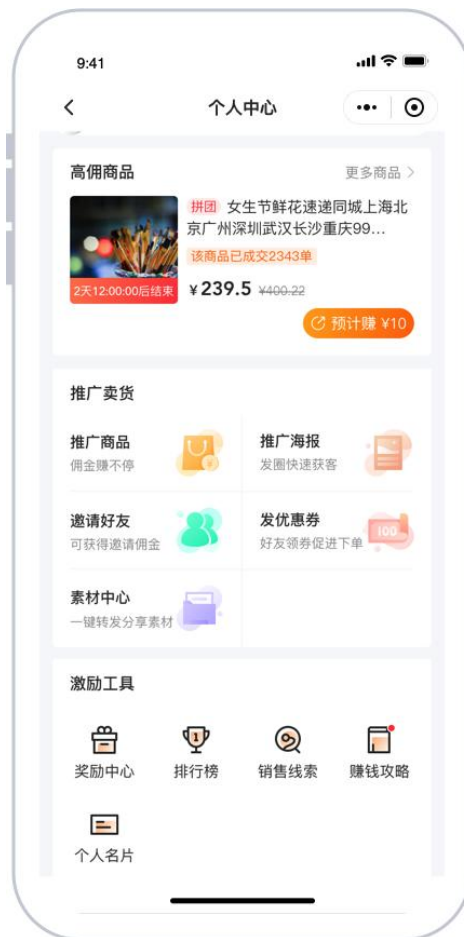 9:41
个人中心
高佣商品
更多商品
拼团 女生节鲜花速递同城上海北
京广州深圳武汉长沙重庆99...
该商品已成交2343单
2天12:00:00后结束
¥239.5 ¥400.22
预计赚 ¥10
推广卖货
推广商品
佣金赚不停
推广海报
发圈快速获客
邀请好友
可获得邀请佣金
发优惠券
好友领券促进下单
100
素材中心
一键转发分享素材
激励工具
1
奖励中心
排行榜
销售线索
赚钱攻略
个人名片